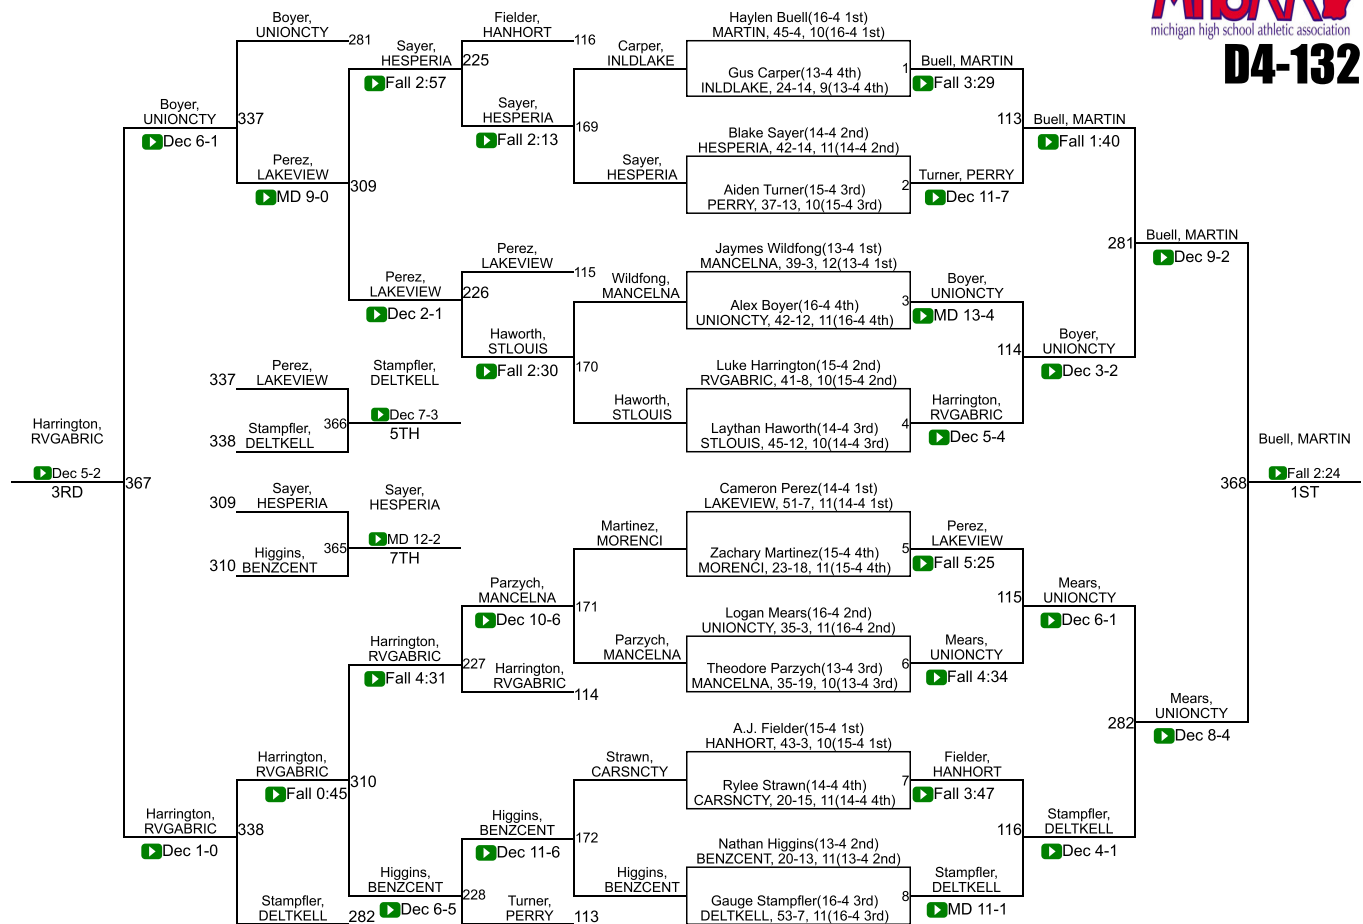 michigan high school athletic association
D4-132
Harrington,
RVGABRIC
Dec 5-2
3RD
367
Boyer,
UNIONCTY
Dec 6-1
Harrington,
RVGABRIC
Dec 1-0
Boyer,
UNIONCTY
281
337
Perez,
LAKEVIEW
MD 9-0
337
Perez,
LAKEVIEW
338
Stampfler,
DELTKELL
366
Stampfler,
DELTKELL
Dec 7-3
5TH
309
Sayer,
HESPERIA
310
Higgins,
BENZCENT
365
Sayer,
HESPERIA
MD 12-2
7TH
Harrington,
RVGABRIC
Fall 0:45
338
Stampfler,
DELTKELL
282
Sayer,
HESPERIA
Fall 2:57
309
Perez,
LAKEVIEW
Dec 2-1
Harrington,
RVGABRIC
Fall 4:31
310
Higgins,
BENZCENT
Dec 6-5
Fielder,
HANHORT
116
225
Sayer,
HESPERIA
Fall 2:13
Perez,
LAKEVIEW
115
226
Haworth,
STLOUIS
Fall 2:30
Parzych,
MANCELNA
Dec 10-6
227
Harrington,
RVGABRIC
114
Higgins,
BENZCENT
Dec 11-6
228
Turner,
PERRY
113
Carper,
INLDLAKE
169
Sayer,
HESPERIA
Wildfong,
MANCELNA
170
Haworth,
STLOUIS
Martinez,
MORENCI
171
Parzych,
MANCELNA
Strawn,
CARSNCTY
172
Higgins,
BENZCENT
Haylen Buell(16-4 1st)
MARTIN, 45-4, 10(16-4 1st)
1
Gus Carper(13-4 4th)
INLDLAKE, 24-14, 9(13-4 4th)
Blake Sayer(14-4 2nd)
HESPERIA, 42-14, 11(14-4 2nd)
2
Aiden Turner(15-4 3rd)
PERRY, 37-13, 10(15-4 3rd)
Jaymes Wildfong(13-4 1st)
MANCELNA, 39-3, 12(13-4 1st)
3
Alex Boyer(16-4 4th)
UNIONCTY, 42-12, 11(16-4 4th)
Luke Harrington(15-4 2nd)
RVGABRIC, 41-8, 10(15-4 2nd)
4
Laythan Haworth(14-4 3rd)
STLOUIS, 45-12, 10(14-4 3rd)
Cameron Perez(14-4 1st)
LAKEVIEW, 51-7, 11(14-4 1st)
5
Zachary Martinez(15-4 4th)
MORENCI, 23-18, 11(15-4 4th)
Logan Mears(16-4 2nd)
UNIONCTY, 35-3, 11(16-4 2nd)
6
Theodore Parzych(13-4 3rd)
MANCELNA, 35-19, 10(13-4 3rd)
A.J. Fielder(15-4 1st)
HANHORT, 43-3, 10(15-4 1st)
7
Rylee Strawn(14-4 4th)
CARSNCTY, 20-15, 11(14-4 4th)
Nathan Higgins(13-4 2nd)
BENZCENT, 20-13, 11(13-4 2nd)
8
Gauge Stampfler(16-4 3rd)
DELTKELL, 53-7, 11(16-4 3rd)
Buell, MARTIN
Fall 3:29
113
Turner, PERRY
Dec 11-7
Boyer,
UNIONCTY
MD 13-4
114
Harrington,
RVGABRIC
Dec 5-4
Perez,
LAKEVIEW
Fall 5:25
115
Mears,
UNIONCTY
Fall 4:34
Fielder,
HANHORT
Fall 3:47
116
Stampfler,
DELTKELL
MD 11-1
Buell, MARTIN
Fall 1:40
281
Boyer,
UNIONCTY
Dec 3-2
Mears,
UNIONCTY
Dec 6-1
282
Stampfler,
DELTKELL
Dec 4-1
Buell, MARTIN
Dec 9-2
368
Mears,
UNIONCTY
Dec 8-4
Buell, MARTIN
Fall 2:24
1ST